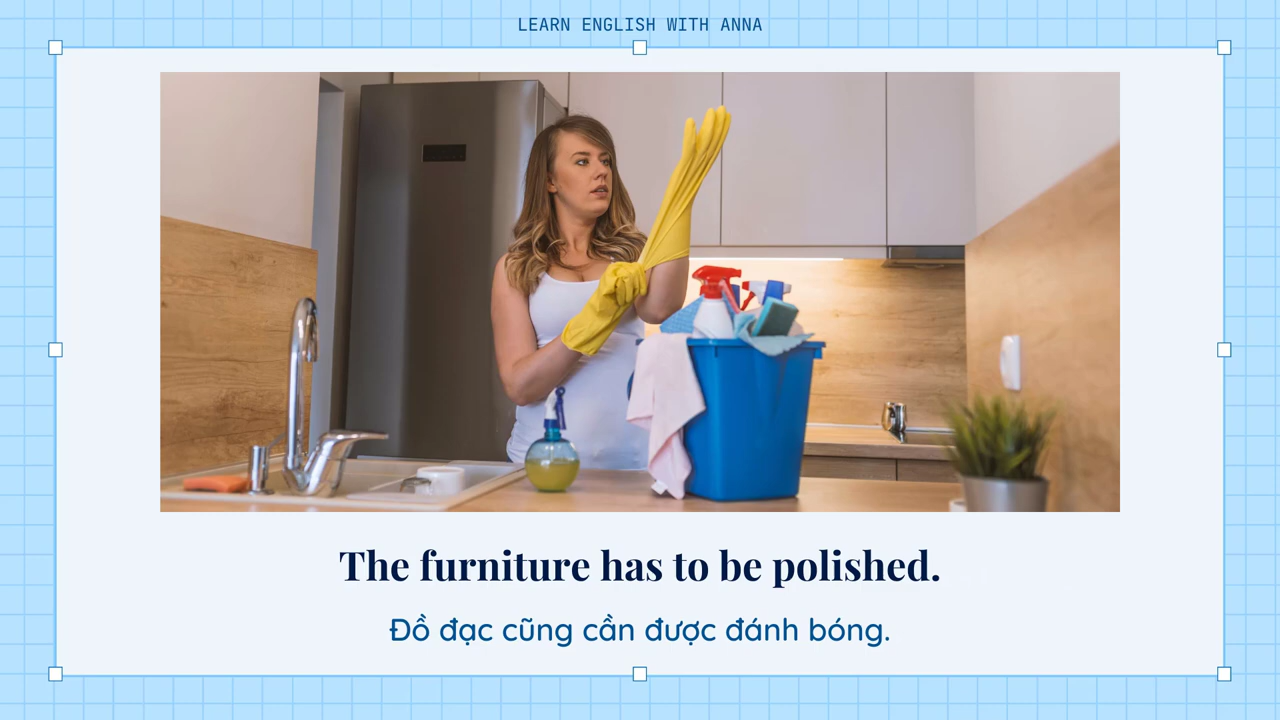 LEARN ENGLISH WITH ANNA
The furniture has to be polished.
Đồ đạc cũng cần được đánh bóng.